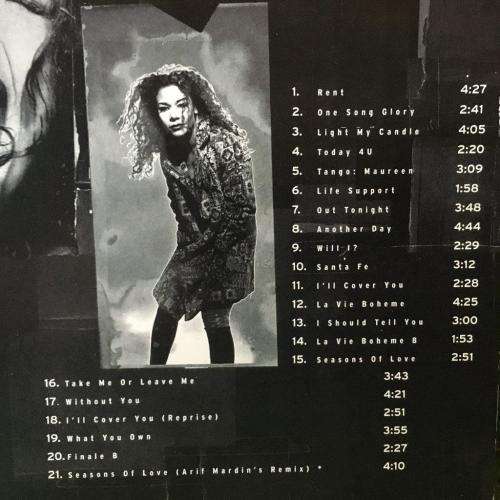 1. Rent 4:27
2. One Song Glory 2:41
3. Light My Candle 4:05
4. Today 4U 2:20
5. Tango: Maureen 3:09
6. Life Support 1:58
7. Out Tonight 3:48
8. Another Day 4:44
9. Will I? 2:29
10. Santa Fe 3:12
11. I'll Cover You 2:28
12. La Vie Boheme 4:25
13. I Should Tell You 3:00
14. La Vie Boheme B 1:53
15. Seasons Of Love 2:51
16. Take Me Or Leave Me 3:43
17. Without You 4:21
18. I'll Cover You (Reprise) 2:51
19. What You Own 3:55
20. Finale B 2:27
21. Seasons Of Love (Arif Mardin's Remix) * 4:10